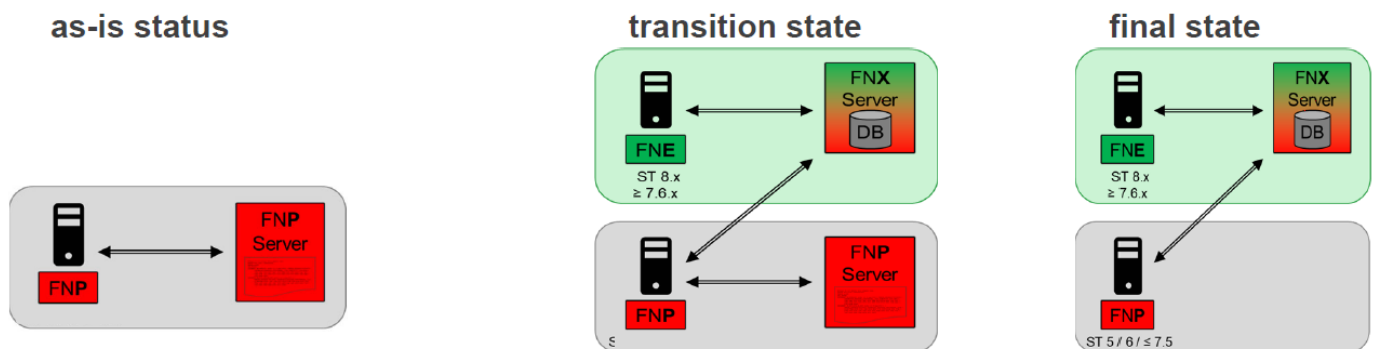 as-is status
transition state
final state
FNP
Server
FNP
FNX
Server
DB
FNE
ST 8.x
≥ 7.6.x
FNP
Server
FNP
S
FNX
Server
DB
FNE
ST 8.x
≥ 7.6.x
FNP
ST 5 / 6 / ≤ 7.5